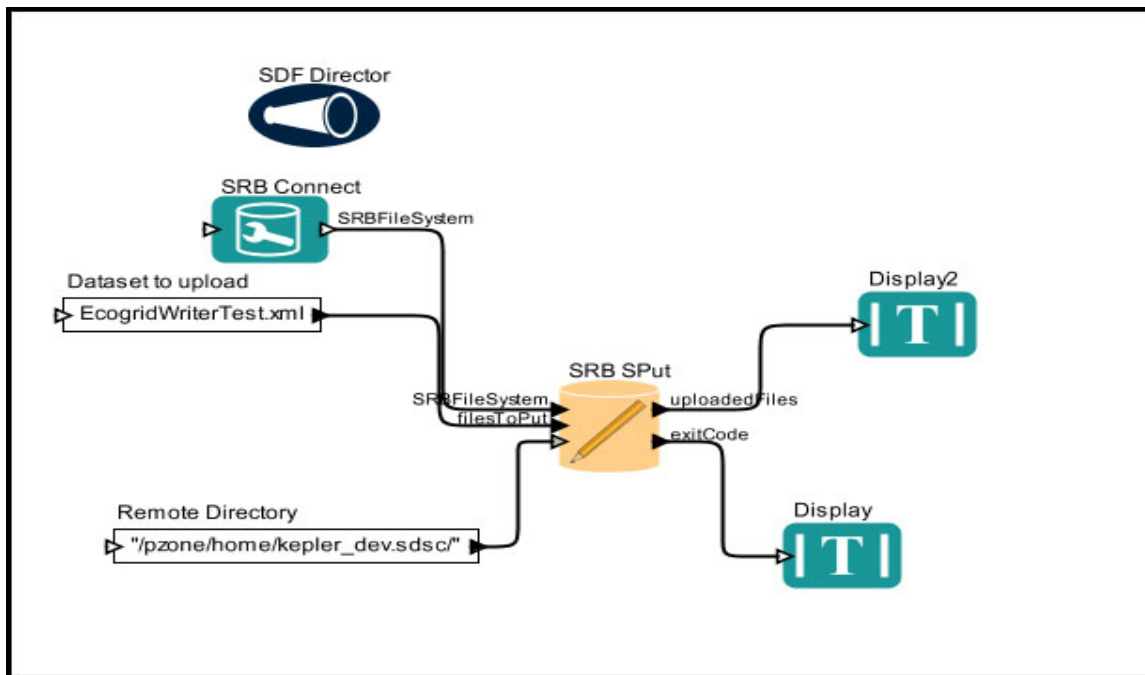 SDF Director
SRB Connect
SRBFileSystem
Dataset to upload
EcogridWriterTest.xml
Display2
T
SRB SPut
SRBFileSystem
uploadedFiles
filesToPut
exitCode
Remote Directory
"/pzone/home/kepler_dev.sdsc/"
Display
T